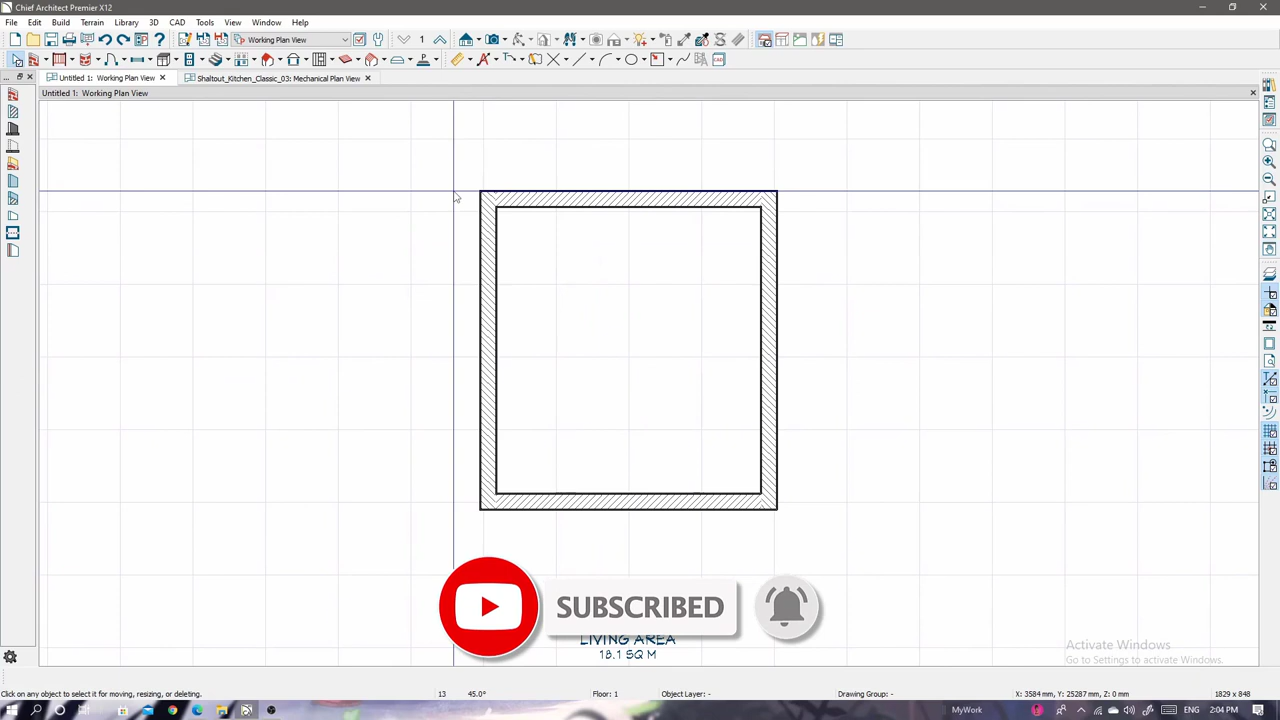 Chief Architect Premier X12
File Edit Build Terrain Library 3D CAD Tools View Window Help
Working Plan View 1
Untitled 1: Working Plan View Shaltout_Kitchen_Classic_03: Mechanical Plan View
Untitled 1: Working Plan View
SUBSCRIBED
LIVING AREA
18.1 SQ M
Activate Windows
Go to Settings to activate Windows.
Click on any object to select it for moving, resizing, or deleting. 13 45.0° Floor: 1 Object Layer: - Drawing Group: - X: 3584 mm, Y: 25287 mm, Z: 0 mm 1829 x 848
MyWork ENG 2:04 PM